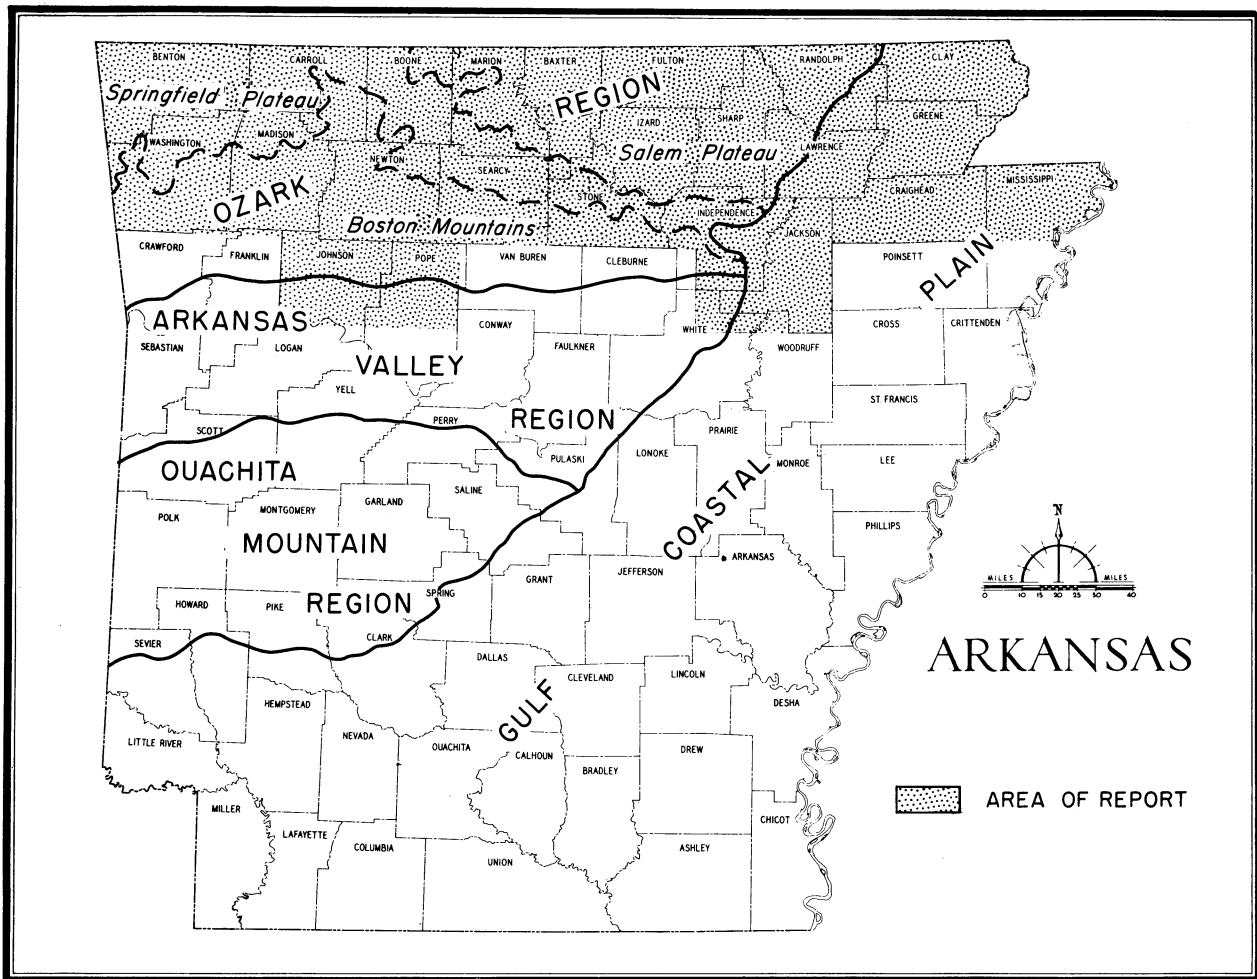 BENTON
CARROLL
BOONE
MARION
BAXTER
FULTON
RANDOLPH
CLAY
Springfield Plateau
REGION
IZARD
SHARP
GREENE
WASHINGTON
MADISON
NEWTON
SEARCY
Salem Plateau
LAWRENCE
OZARK
STONE
INDEPENDENCE
CRAIGHEAD
MISSISSIPPI
Boston Mountains
JACKSON
CRAWFORD
FRANKLIN
JOHNSON
POPE
VAN BUREN
CLEBURNE
POINSETT
PLAIN
ARKANSAS
SEBASTIAN
LOGAN
CONWAY
FAULKNER
WHITE
WOODRUFF
CROSS
CRITTENDEN
VALLEY
YELL
ST. FRANCIS
SCOTT
PERRY
REGION
PRAIRIE
OUACHITA
PULASKI
LONOKE
MONROE
LEE
GARLAND
SALINE
POLK
MONTGOMERY
COASTAL
PHILLIPS
MOUNTAIN
ARKANSAS
JEFFERSON
GRANT
HOWARD
PIKE
REGION
SPRING
CLARK
SEVIER
DALLAS
CLEVELAND
LINCOLN
DESHA
HEMPSTEAD
GULF
NEVADA
LITTLE RIVER
OUACHITA
CALHOUN
DREW
BRADLEY
MILLER
LAFAYETTE
COLUMBIA
UNION
ASHLEY
CHICOT
N
MILES MILES
0 10 15 20 25 30 40
ARKANSAS
AREA OF REPORT